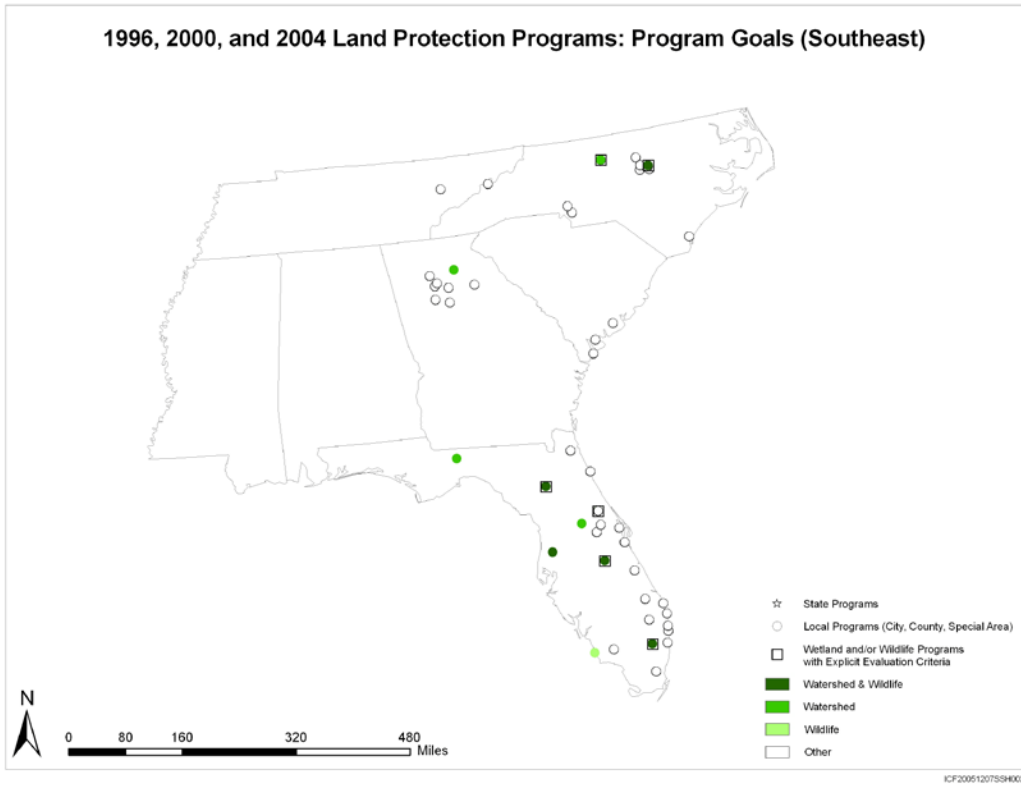 1996, 2000, and 2004 Land Protection Programs: Program Goals (Southeast)
State Programs
Local Programs (City, County, Special Area)
Wetland and/or Wildlife Programs
with Explicit Evaluation Criteria
Watershed & Wildlife
Watershed
Wildlife
Other
N
0 80 160 320 480
Miles